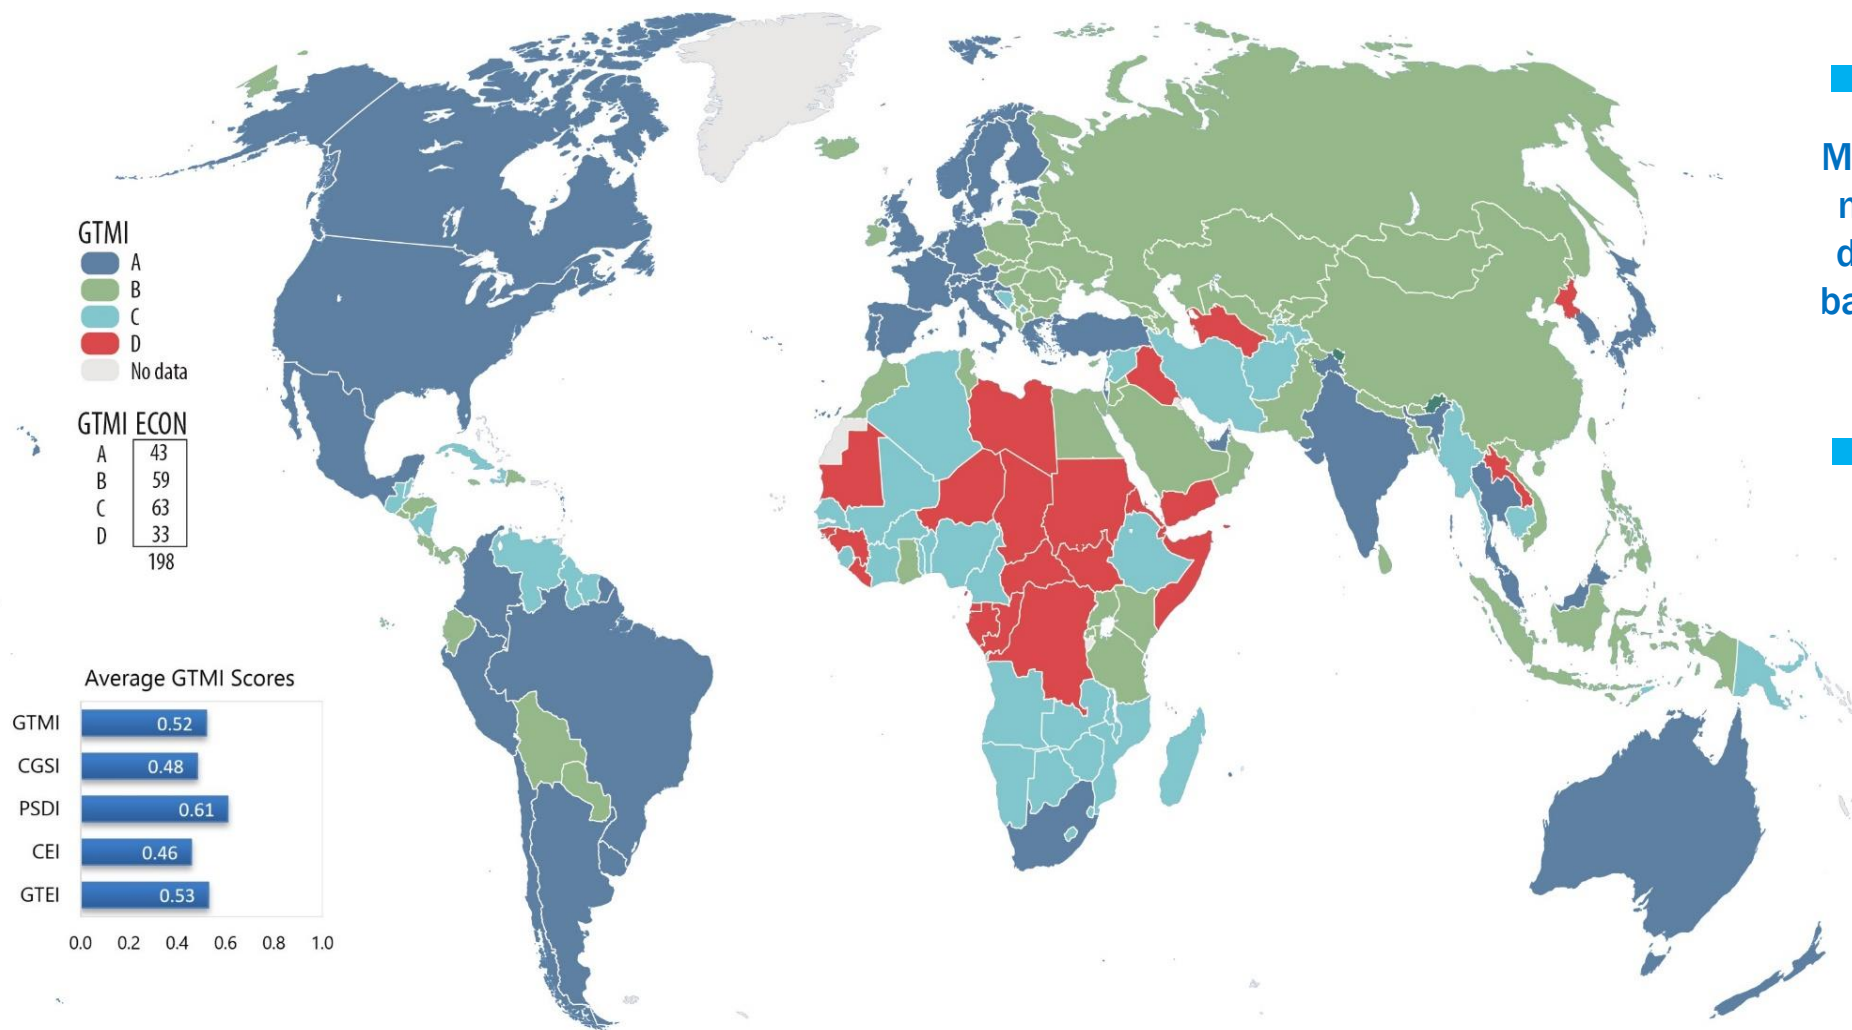 GTMI
A
B
C
D
No data
GTMI ECON
A 43
B 59
C 63
D 33
198
Average GTMI Scores
GTMI 0.52
CGSI 0.48
PSDI 0.61
CEI 0.46
GTEI 0.53
0.0 0.2 0.4 0.6 0.8 1.0